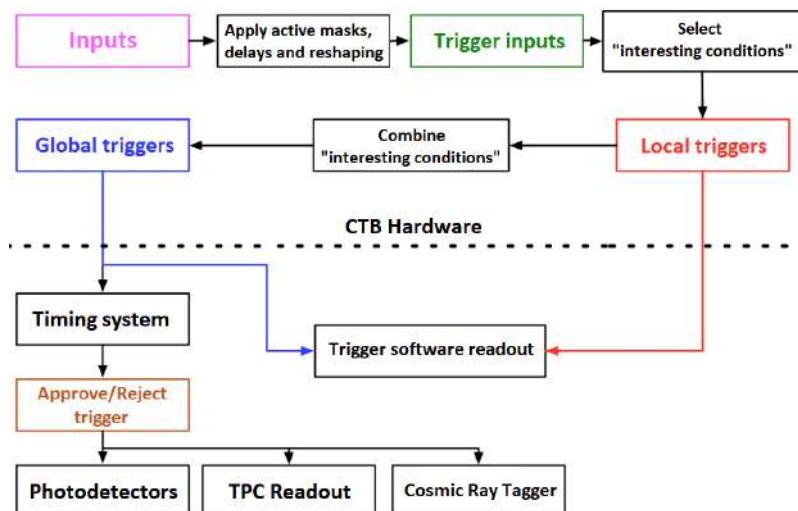 Inputs
Apply active masks,
delays and reshaping
Trigger inputs
Select
"interesting conditions"
Global triggers
Combine
"interesting conditions"
Local triggers
CTB Hardware
Timing system
Trigger software readout
Approve/Reject
trigger
Photodetectors
TPC Readout
Cosmic Ray Tagger